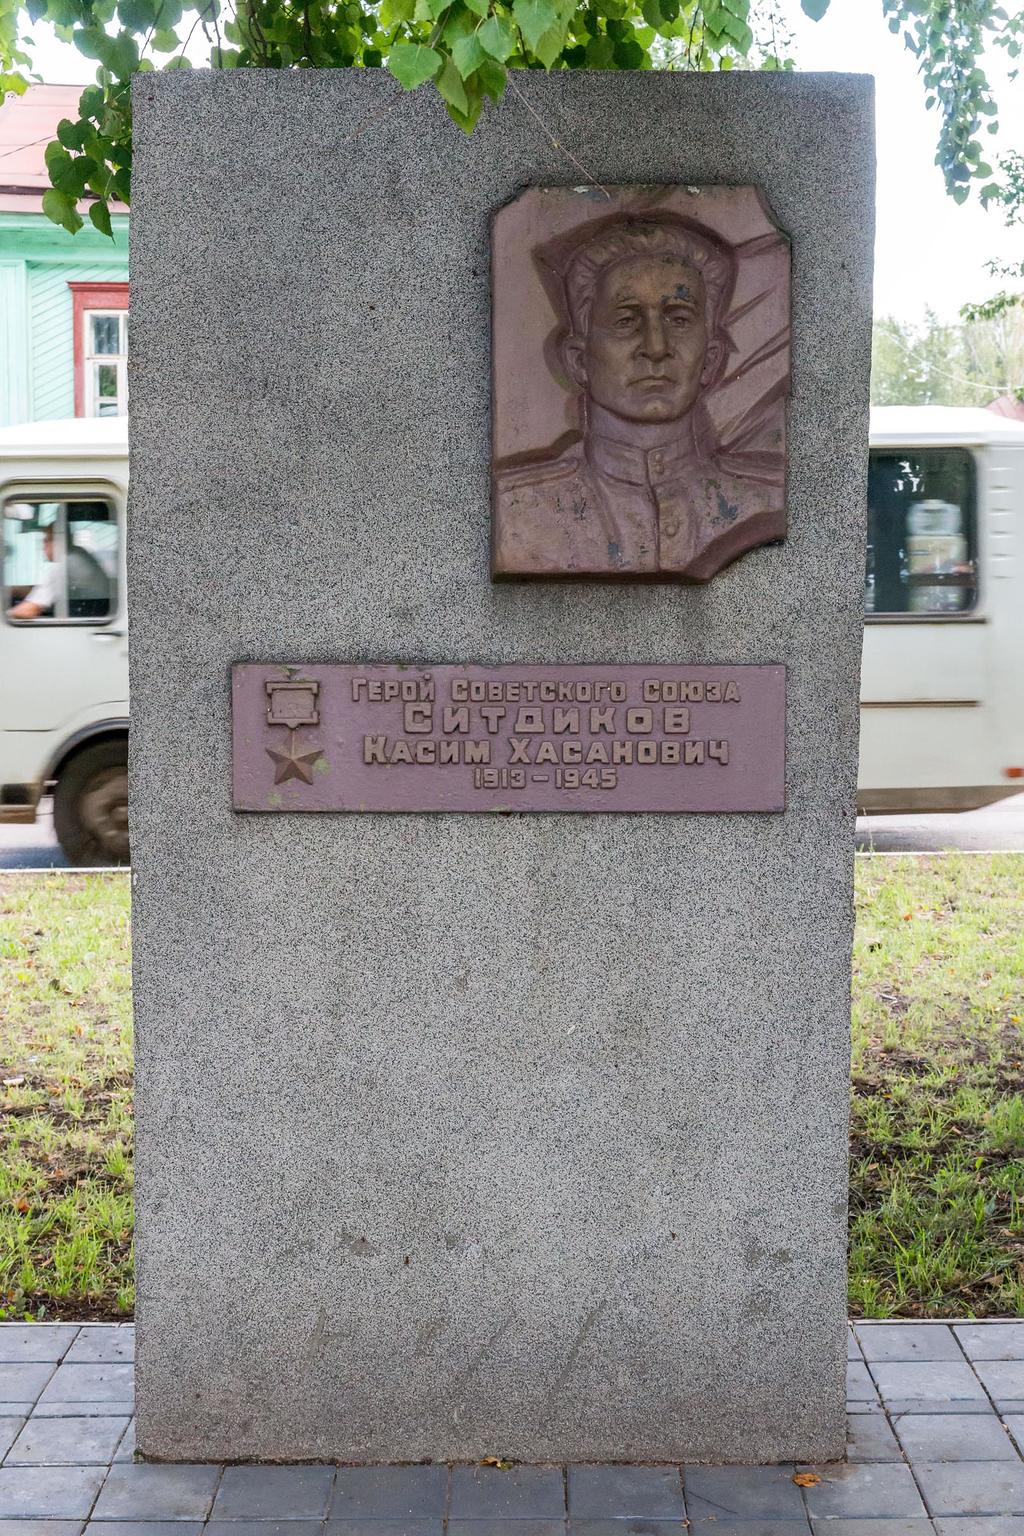 Герой Советского Союза
Ситдиков
Касим Хасанович
1913-1945